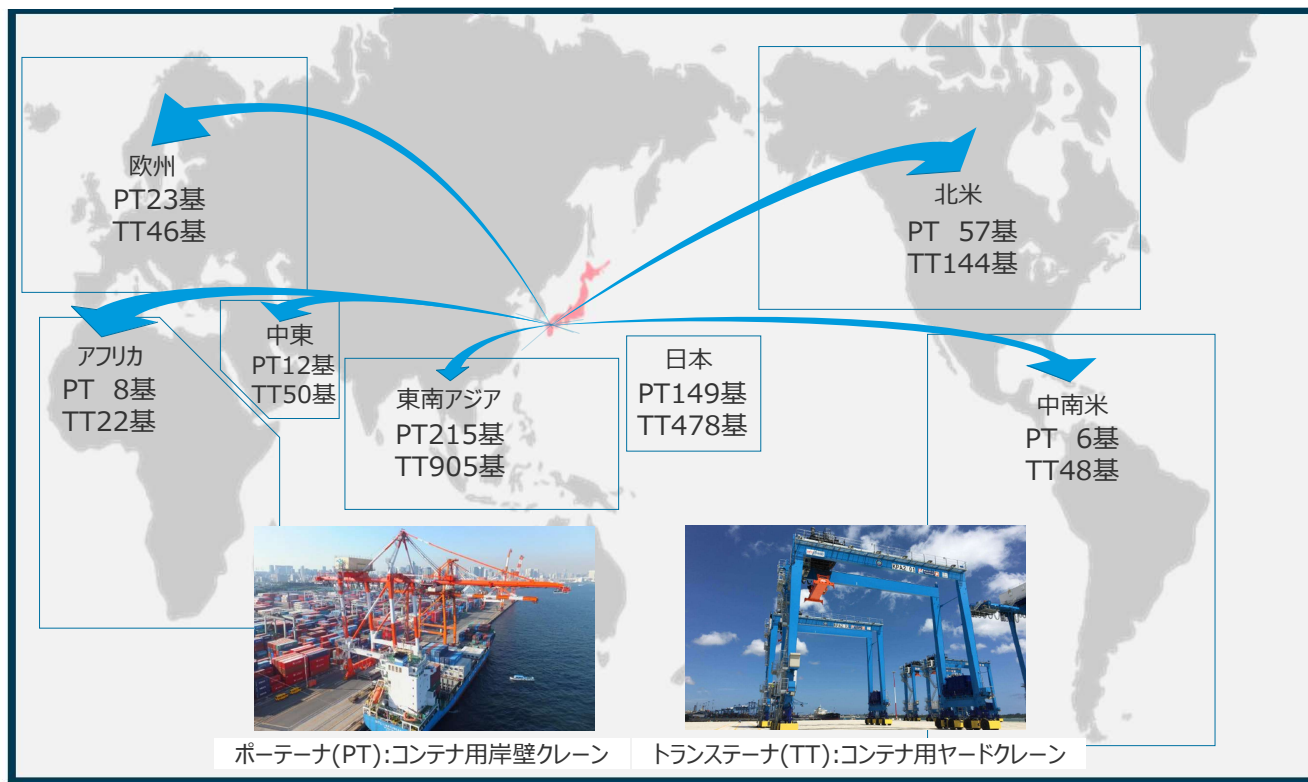 欧州
PT23基
TT46基
北米
PT 57基
TT144基
アフリカ
PT 8基
TT22基
中東
PT12基
TT50基
東南アジア
PT215基
TT905基
日本
PT149基
TT478基
中南米
PT 6基
TT48基
ポーテーナ(PT):コンテナ用岸壁クレーン
トランステーナ(TT):コンテナ用ヤードクレーン